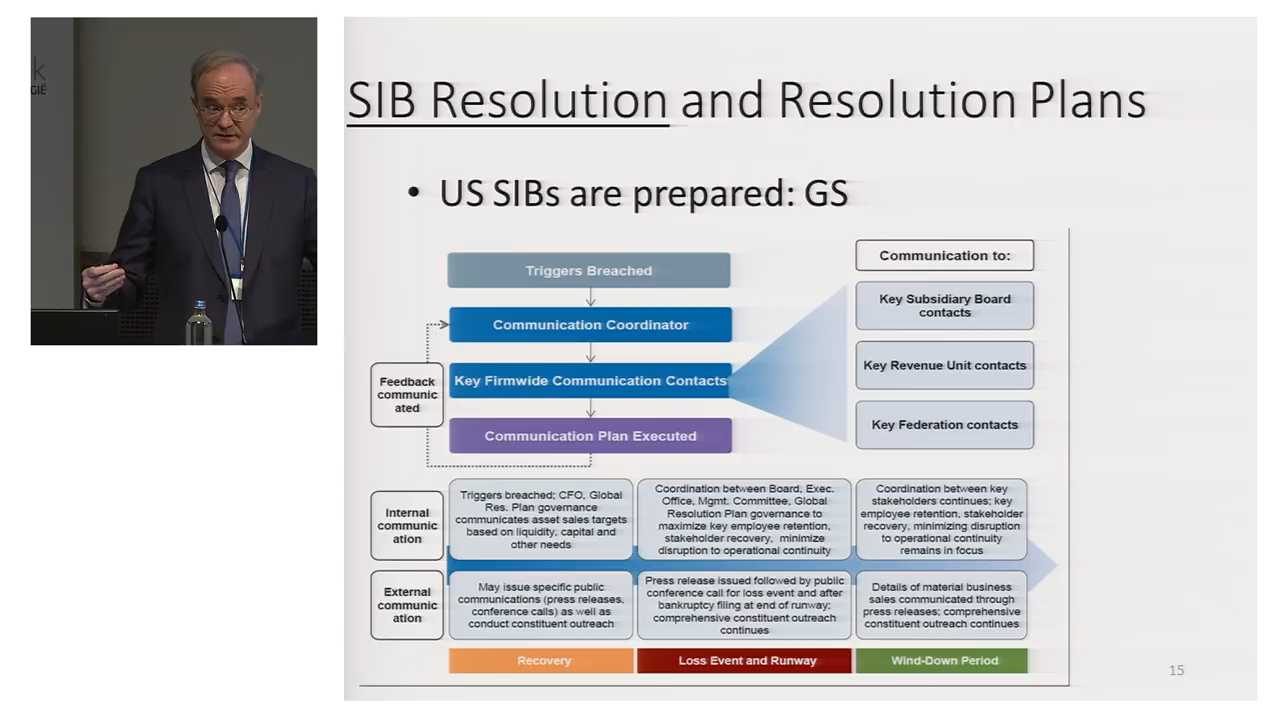 k
GIË
SIB Resolution and Resolution Plans
• US SIBs are prepared: GS
Triggers Breached
Communication Coordinator
Key Firmwide Communication Contacts
Communication Plan Executed
Feedback
communic
ated
Communication to:
Key Subsidiary Board
contacts
Key Revenue Unit contacts
Key Federation contacts
Internal
communic
ation
Triggers breached; CFO, Global
Res. Plan governance
communicates asset sales targets
based on liquidity, capital and
other needs
Coordination between Board, Exec.
Office, Mgmt. Committee, Global
Resolution Plan governance to
maximize key employee retention,
stakeholder recovery, minimize
disruption to operational continuity
Coordination between key
stakeholders continues; key
employee retention, stakeholder
recovery, minimizing disruption
to operational continuity
remains in focus
External
communic
ation
May issue specific public
communications (press releases,
conference calls) as well as
conduct constituent outreach
Press release issued followed by public
conference call for loss event and after
bankruptcy filing at end of runway;
comprehensive constituent outreach
continues
Details of material business
sales communicated through
press releases; comprehensive
constituent outreach continues
Recovery
Loss Event and Runway
Wind-Down Period
15